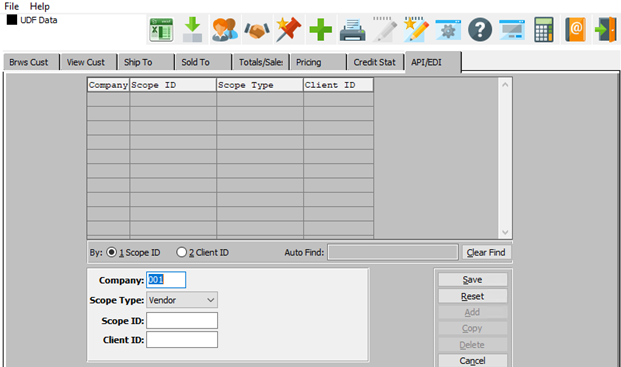 File Help
UDF Data
Brws Cust View Cust Ship To Sold To Totals/Sales Pricing Credit Stat API/EDI
Company Scope ID Scope Type Client ID
By: 1 Scope ID 2 Client ID Auto Find: Clear Find
Company: 001
Scope Type: Vendor
Scope ID:
Client ID:
Save
Reset
Add
Copy
Delete
Cancel